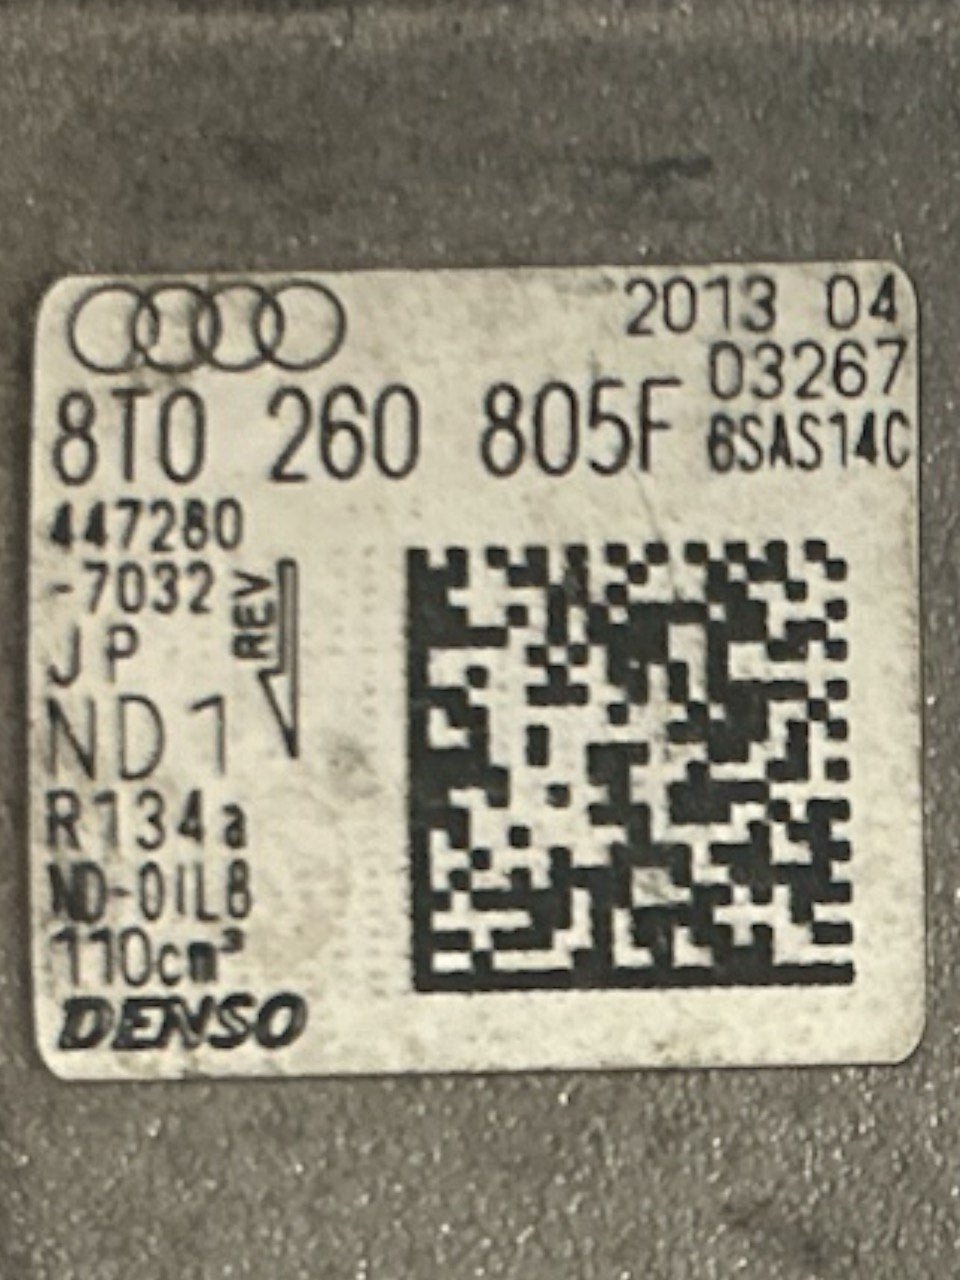 2013 04
03267
8T0 260 805F 6SAS14C
447280
-7032
REV
JP
ND1
R134a
ND-OIL8
110cm³
DENSO